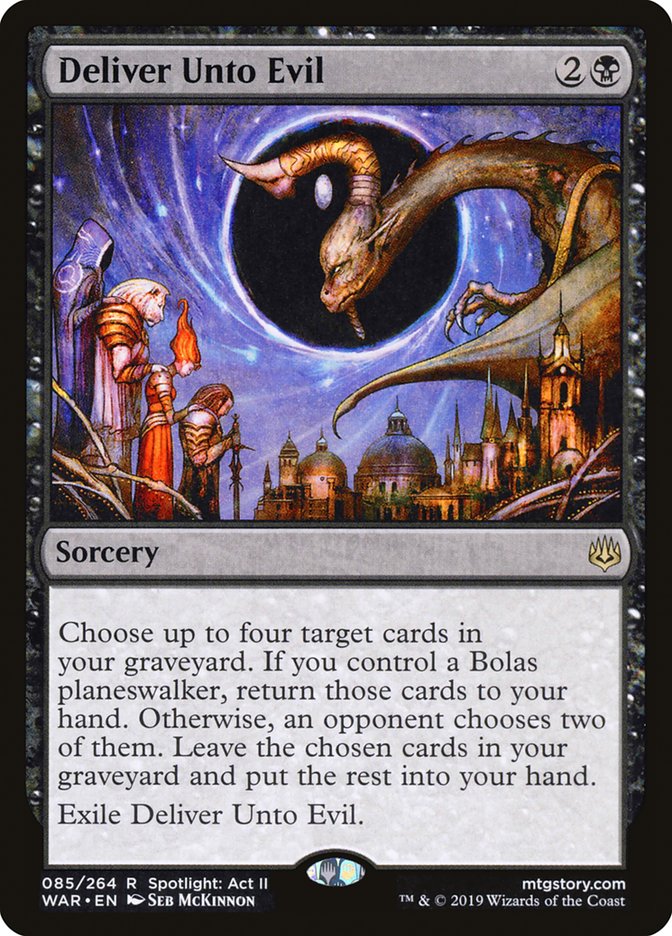 Deliver Unto Evil 2
Sorcery
Choose up to four target cards in
your graveyard. If you control a Bolas
planeswalker, return those cards to your
hand. Otherwise, an opponent chooses two
of them. Leave the chosen cards in your
graveyard and put the rest into your hand.
Exile Deliver Unto Evil.
085/264 R Spotlight: Act II mtgstory.com
WAR • EN Seb McKinnon ™ & © 2019 Wizards of the Coast